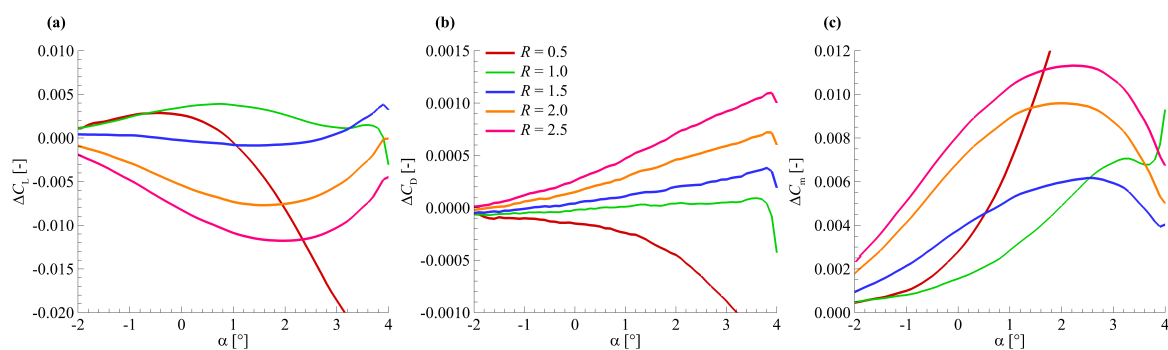 (a)
0.010
0.005
0.000
-0.005
-0.010
-0.015
-0.020
ΔC_L [-]
-2 -1 0 1 2 3 4
α [°]
(b)
0.0015
0.0010
0.0005
0.0000
-0.0005
-0.0010
ΔC_D [-]
R = 0.5
R = 1.0
R = 1.5
R = 2.0
R = 2.5
-2 -1 0 1 2 3 4
α [°]
(c)
0.012
0.010
0.008
0.006
0.004
0.002
0.000
ΔC_m [-]
-2 -1 0 1 2 3 4
α [°]